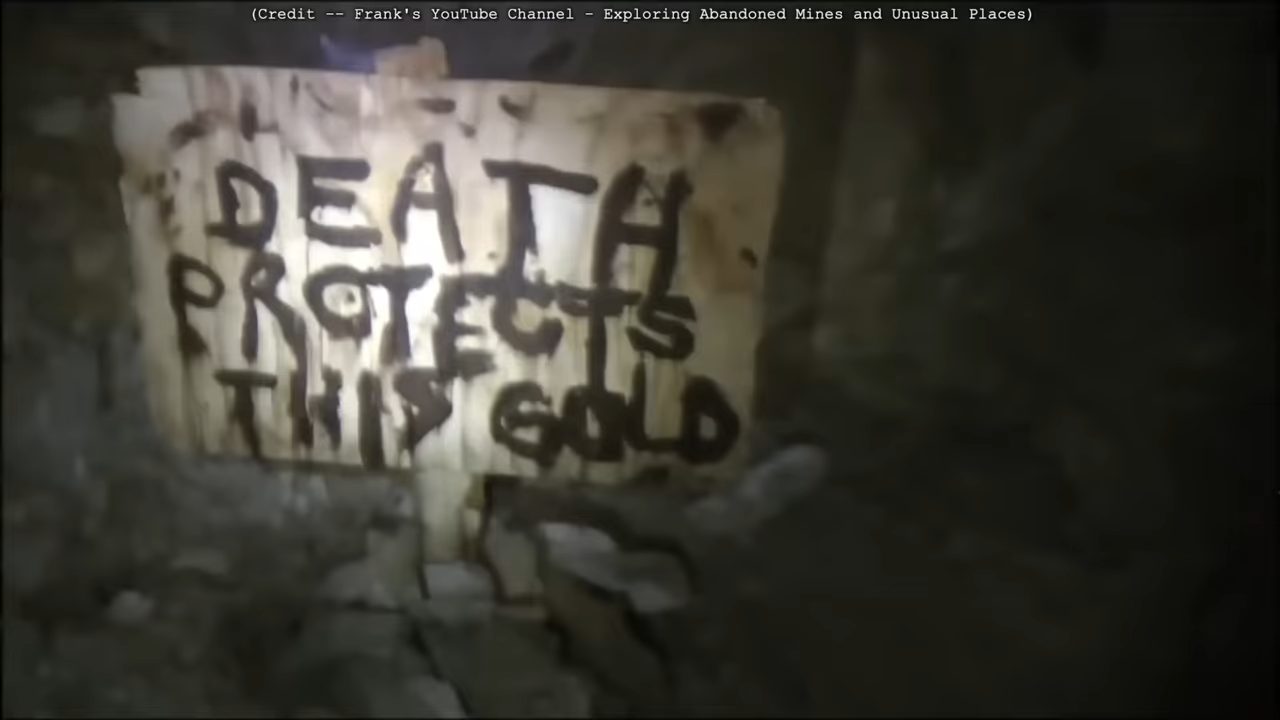 (Credit -- Frank's YouTube Channel - Exploring Abandoned Mines and Unusual Places)
DEATH
PROTECTS
THIS GOLD